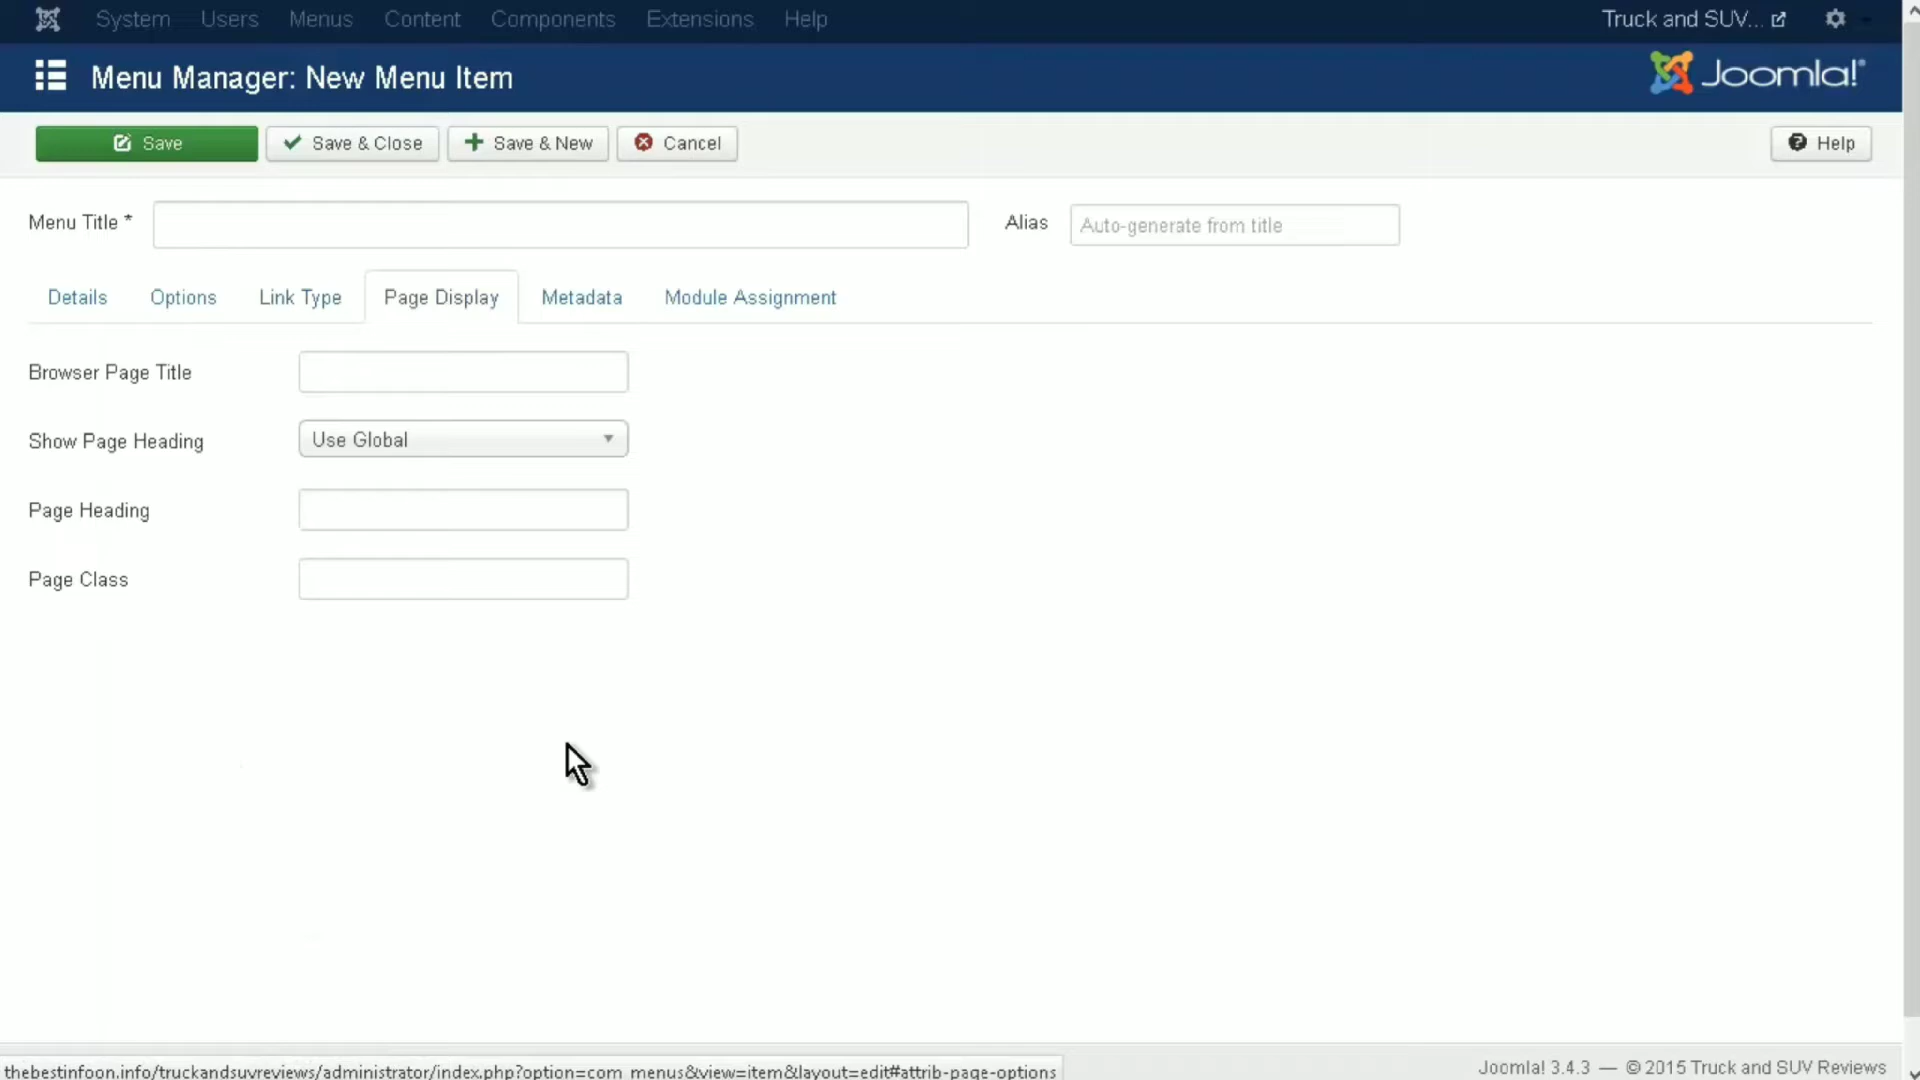 System Users Menus Content Components Extensions Help Truck and SUV...
Menu Manager: New Menu Item Joomla!®
Save Save & Close Save & New Cancel Help
Menu Title * Alias Auto-generate from title
Details Options Link Type Page Display Metadata Module Assignment
Browser Page Title
Show Page Heading Use Global
Page Heading
Page Class
thebestinfoon.info/truckandsuvreviews/administrator/index.php?option=com_menus&view=item&layout=edit#attrib-page-options
Joomla! 3.4.3 — © 2015 Truck and SUV Reviews